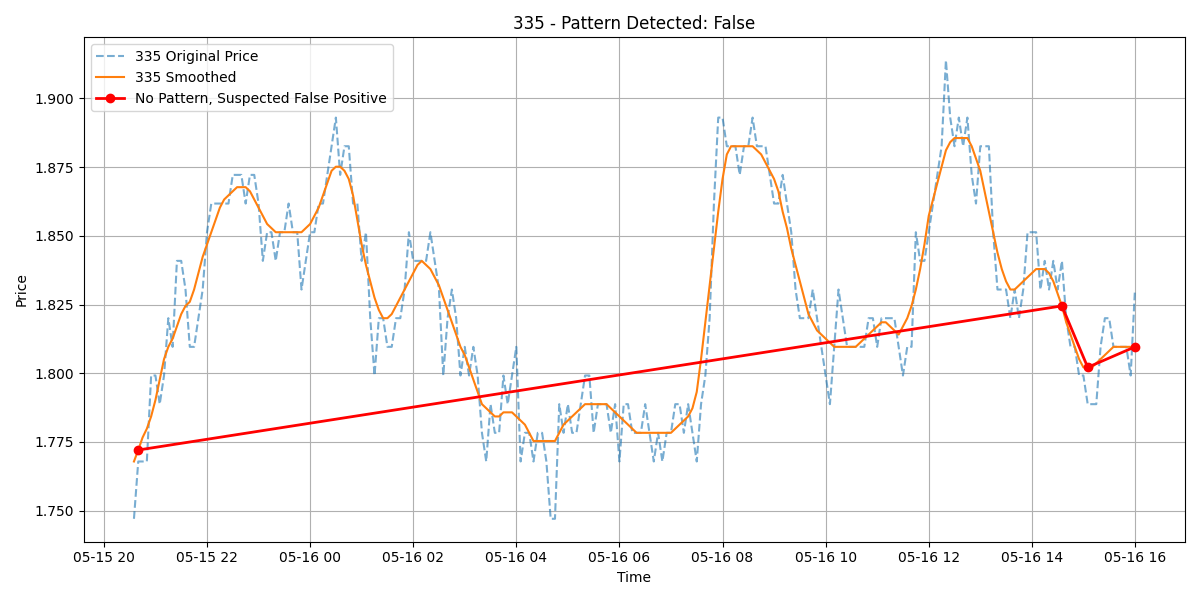 335 - Pattern Detected: False
335 Original Price
335 Smoothed
No Pattern, Suspected False Positive
Price
1.900
1.875
1.850
1.825
1.800
1.775
1.750
05-15 20 05-15 22 05-16 00 05-16 02 05-16 04 05-16 06 05-16 08 05-16 10 05-16 12 05-16 14 05-16 16
Time